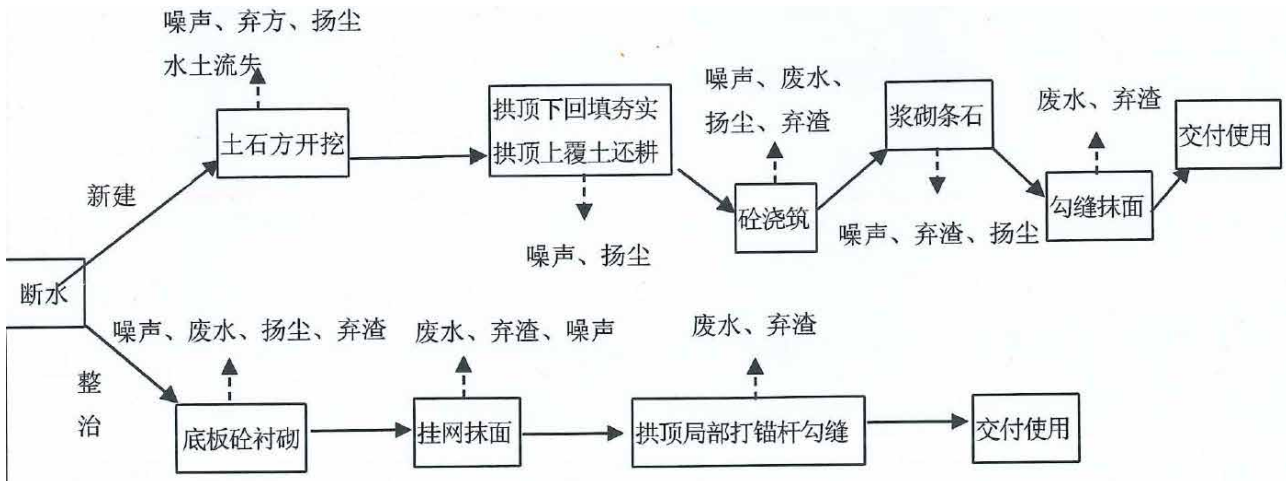 噪声、弃方、扬尘
水土流失
土石方开挖
拱顶下回填夯实
拱顶上覆土还耕
噪声、废水、
扬尘、弃渣
浆砌条石
废水、弃渣
交付使用
新建
砼浇筑
勾缝抹面
噪声、扬尘
噪声、弃渣、扬尘
断水
噪声、废水、扬尘、弃渣
废水、弃渣、噪声
废水、弃渣
整
治
底板砼衬砌
挂网抹面
拱顶局部打锚杆勾缝
交付使用